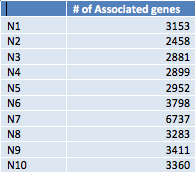 # of Associated genes
N1 3153
N2 2458
N3 2881
N4 2899
N5 2952
N6 3798
N7 6737
N8 3283
N9 3411
N10 3360